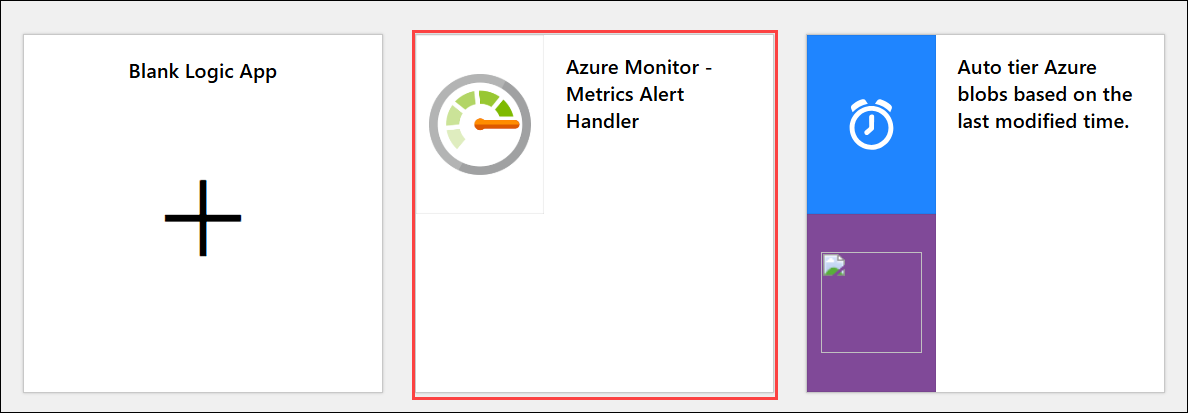 Blank Logic App
Azure Monitor -
Metrics Alert
Handler
Auto tier Azure
blobs based on the
last modified time.